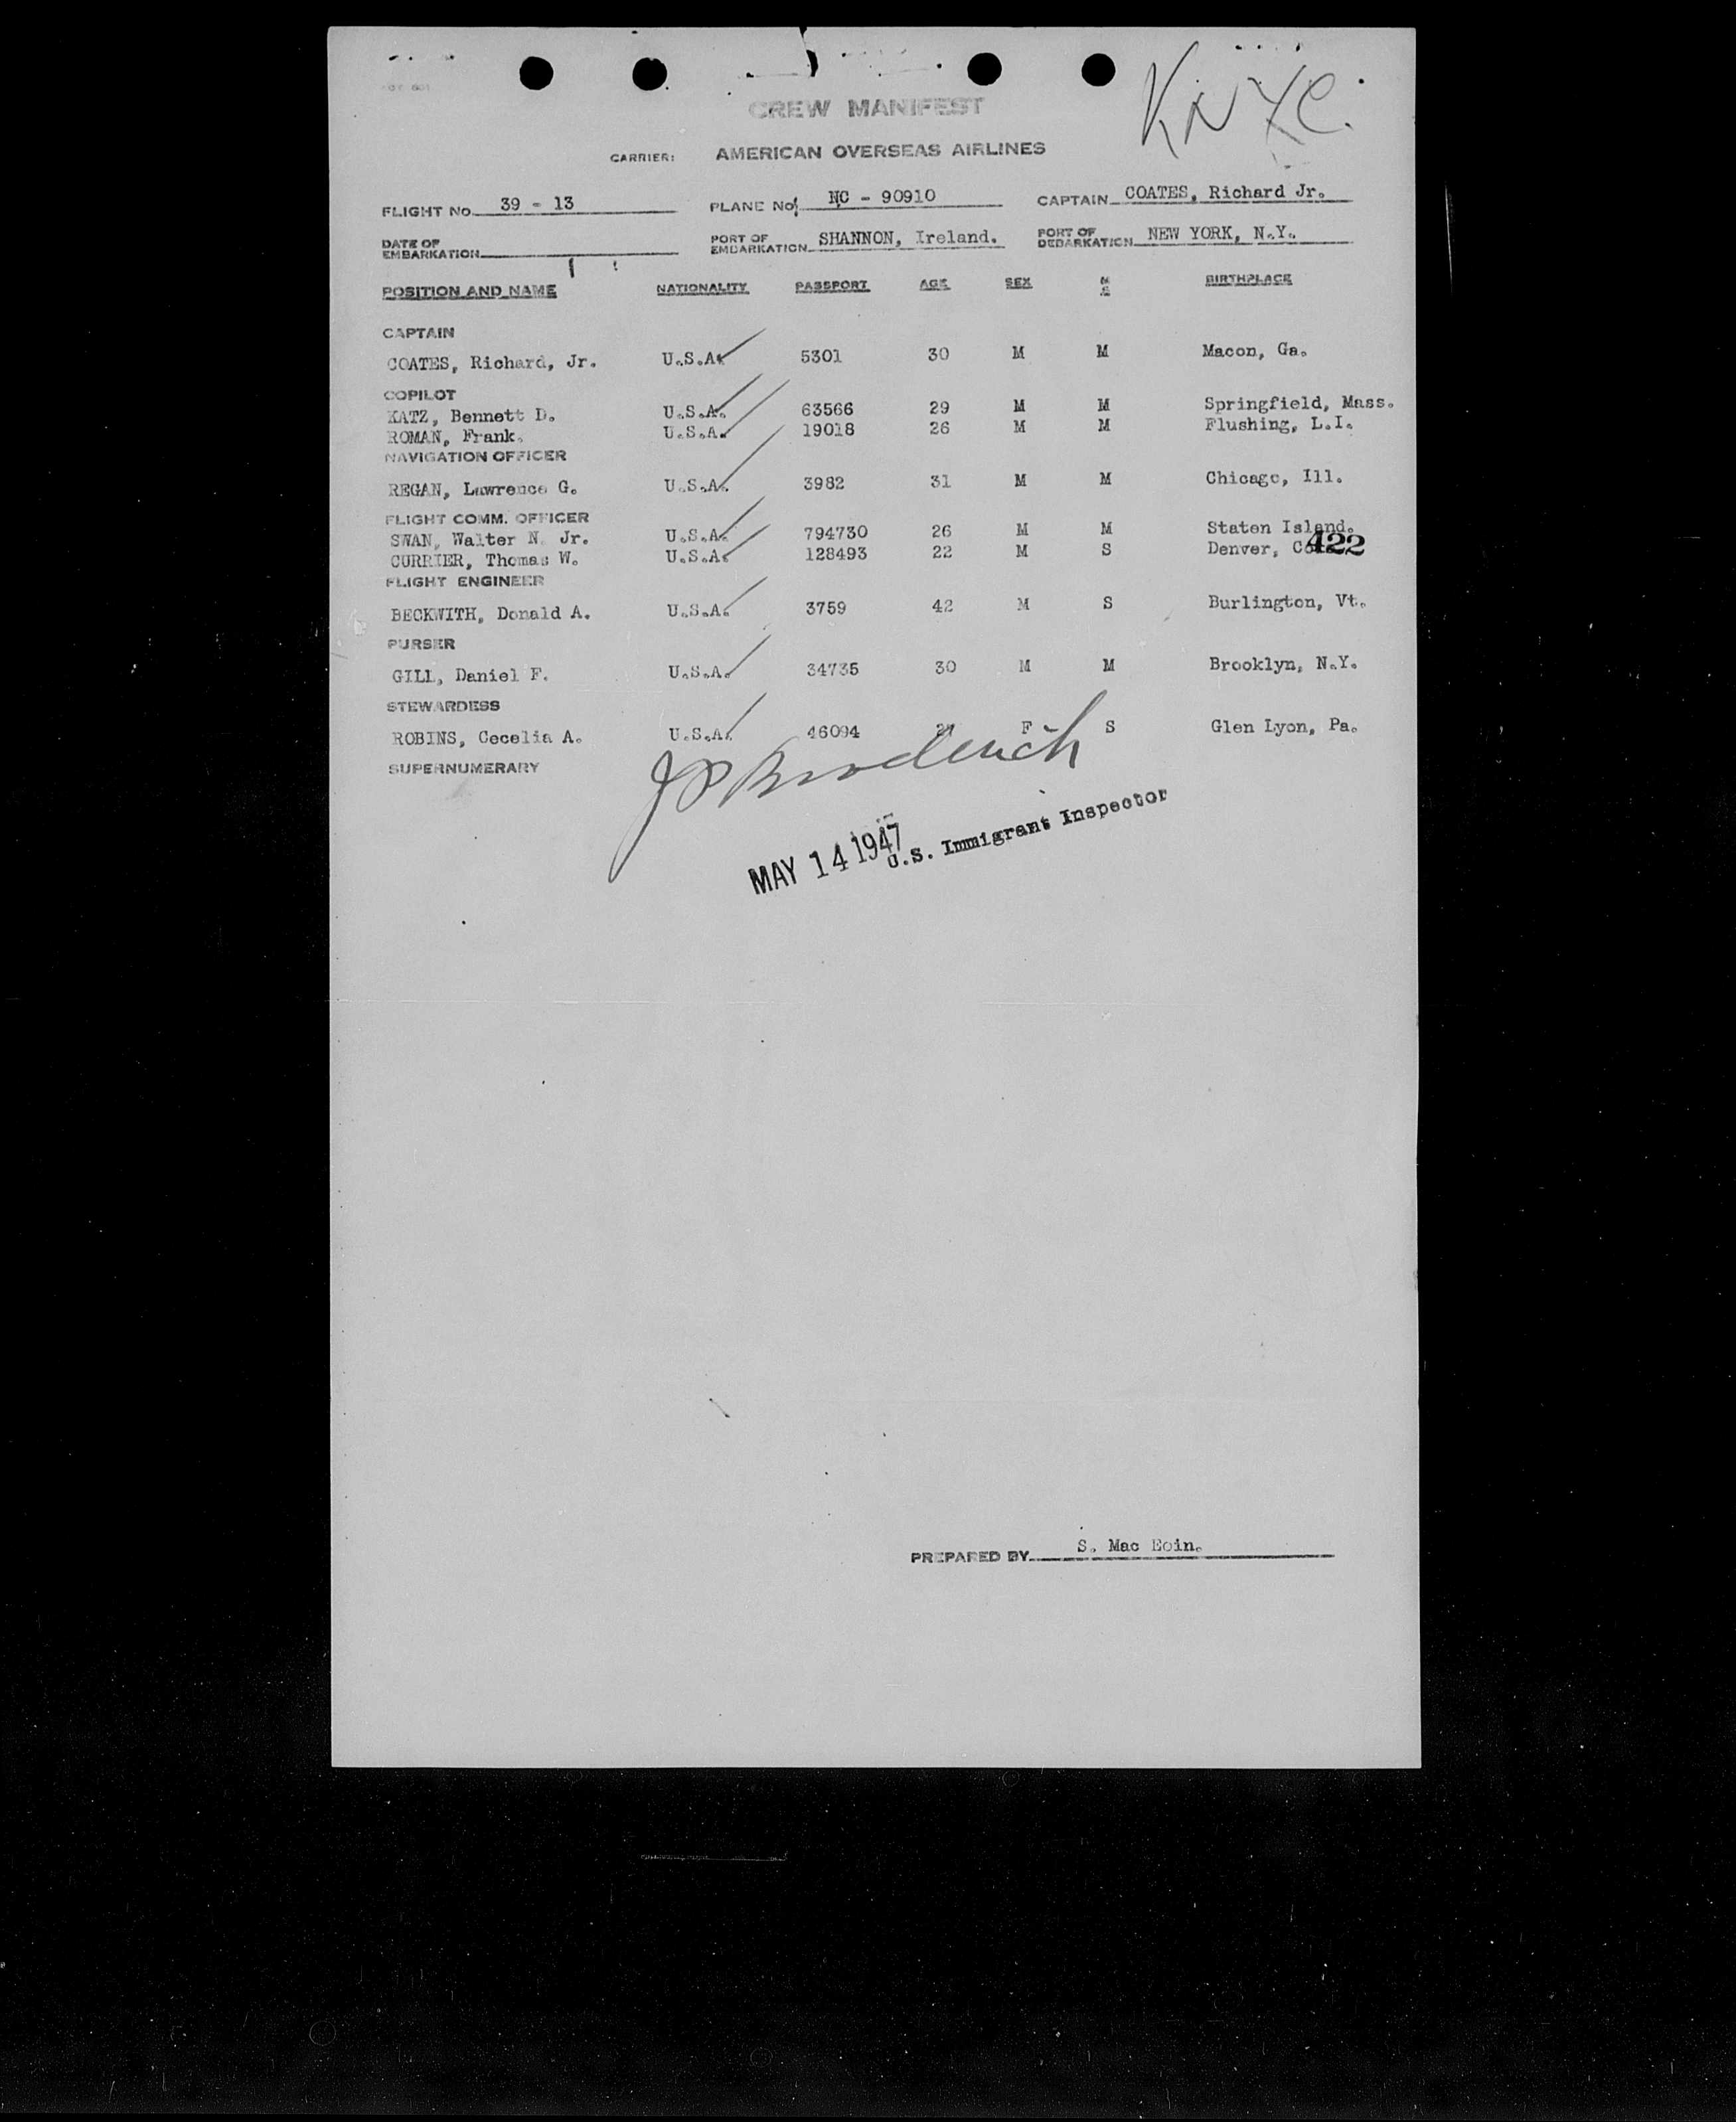 KNYC.
CREW MANIFEST
CARRIER: AMERICAN OVERSEAS AIRLINES
FLIGHT No. 39 - 13 PLANE No. NC - 90910 CAPTAIN COATES, Richard Jr.
DATE OF EMBARKATION PORT OF EMBARKATION SHANNON, Ireland. PORT OF DEBARKATION NEW YORK, N.Y.
POSITION AND NAME NATIONALITY PASSPORT AGE SEX M S BIRTHPLACE
CAPTAIN
COATES, Richard, Jr. U.S.A. 5301 30 M M Macon, Ga.
COPILOT
KATZ, Bennett D. U.S.A. 63566 29 M M Springfield, Mass.
ROMAN, Frank. U.S.A. 19018 26 M M Flushing, L.I.
NAVIGATION OFFICER
REGAN, Lawrence G. U.S.A. 3982 31 M M Chicago, Ill.
FLIGHT COMM. OFFICER
SWAN, Walter N. Jr. U.S.A. 794730 26 M M Staten Island.
CURRIER, Thomas W. U.S.A. 128493 22 M S Denver,
422
FLIGHT ENGINEER
BECKWITH, Donald A. U.S.A. 3759 42 M S Burlington, Vt.
PURSER
GILL, Daniel F. U.S.A. 34735 30 M M Brooklyn, N.Y.
STEWARDESS
ROBINS, Cecelia A. U.S.A. 46094 F S Glen Lyon, Pa.
SUPERNUMERARY
MAY 14 1947
U.S. Immigrant Inspector
PREPARED BY S. Mac Eoin.